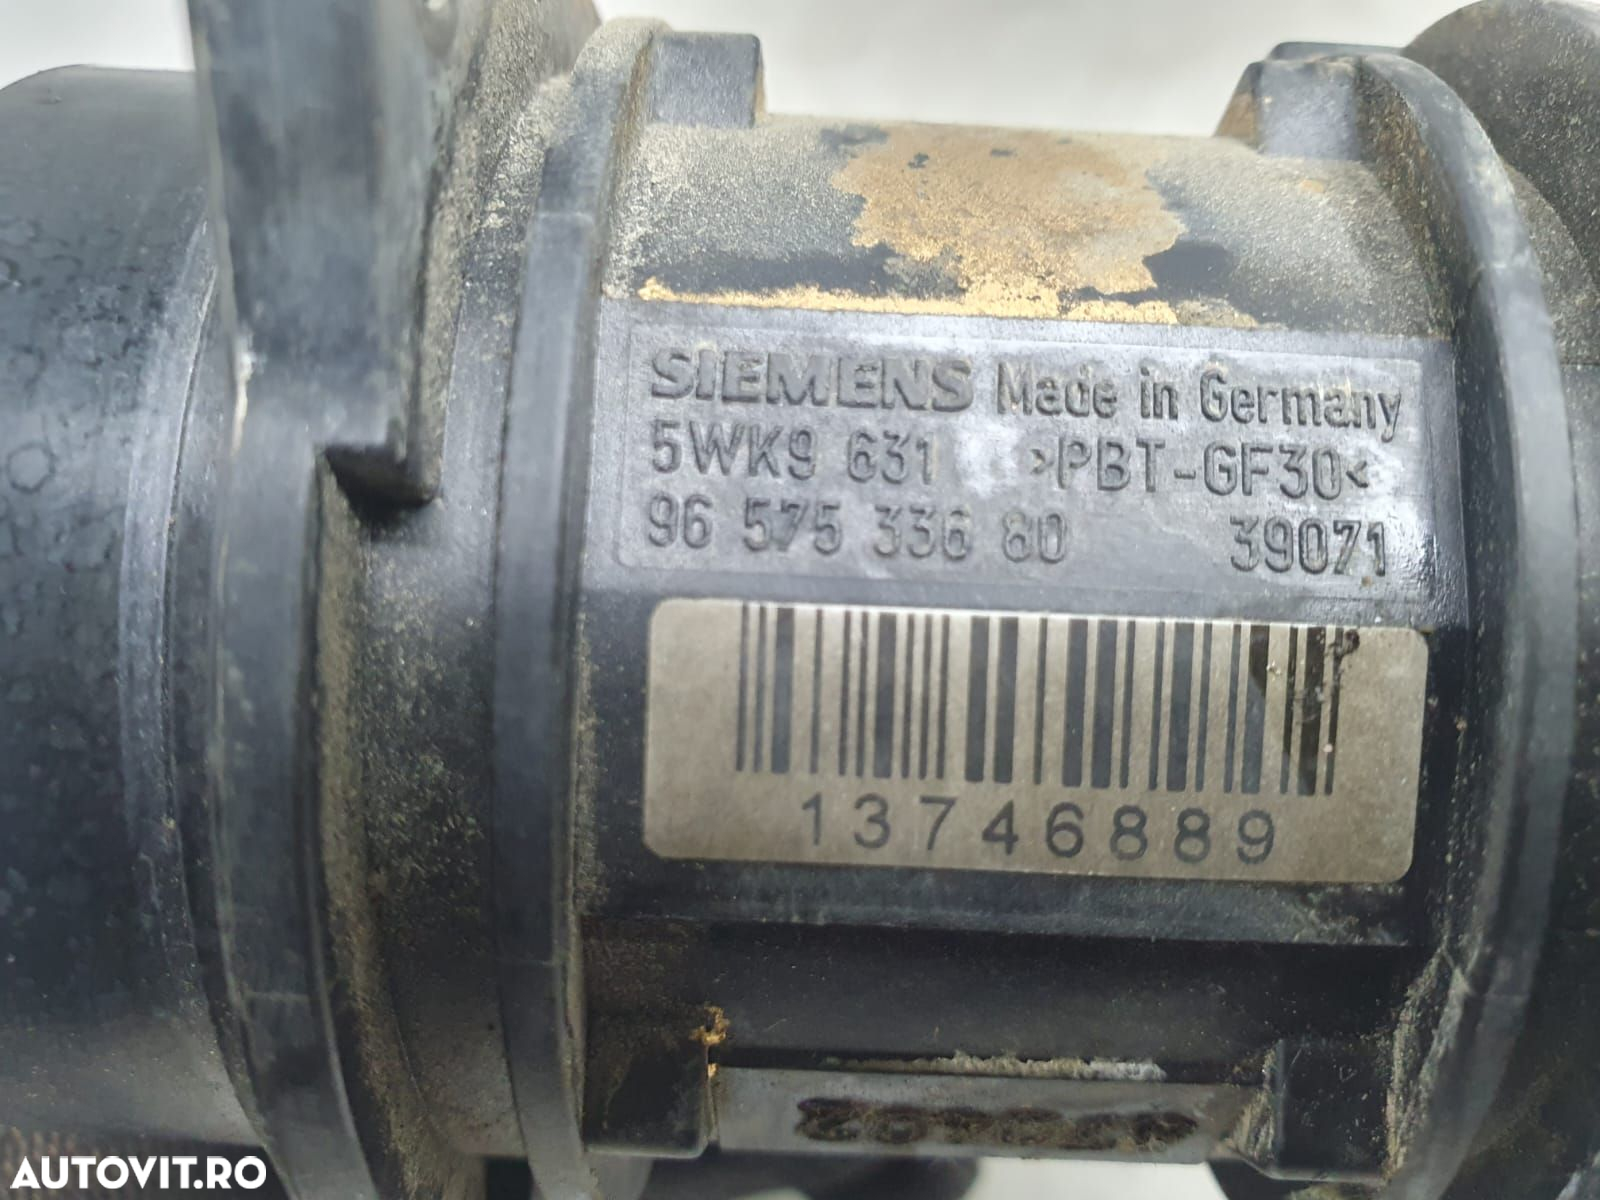 SIEMENS Made in Germany
5WK9 631 >PBT-GF30<
96 575 336 80 39071
13746889
AUTOVIT.RO